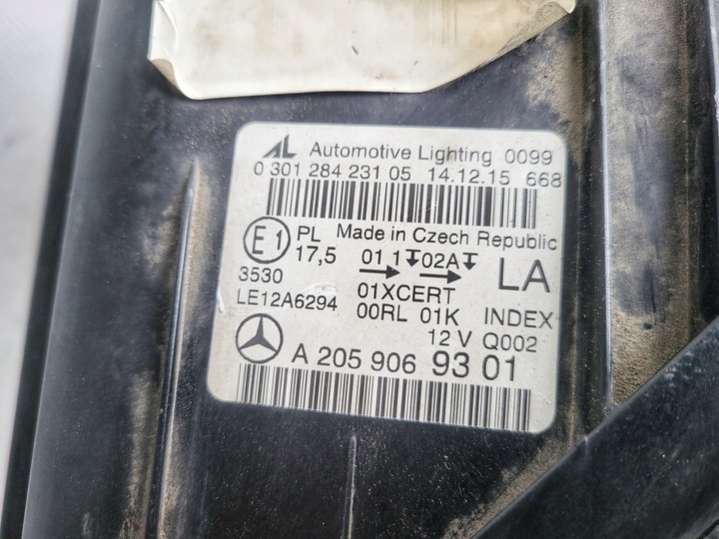 AL Automotive Lighting 0099
0 301 284 231 05 14.12.15 668
E1 PL Made in Czech Republic
17,5 01 1 02A LA
3530 01XCERT
LE12A6294 00RL 01K INDEX
12 V Q002
A 205 906 93 01